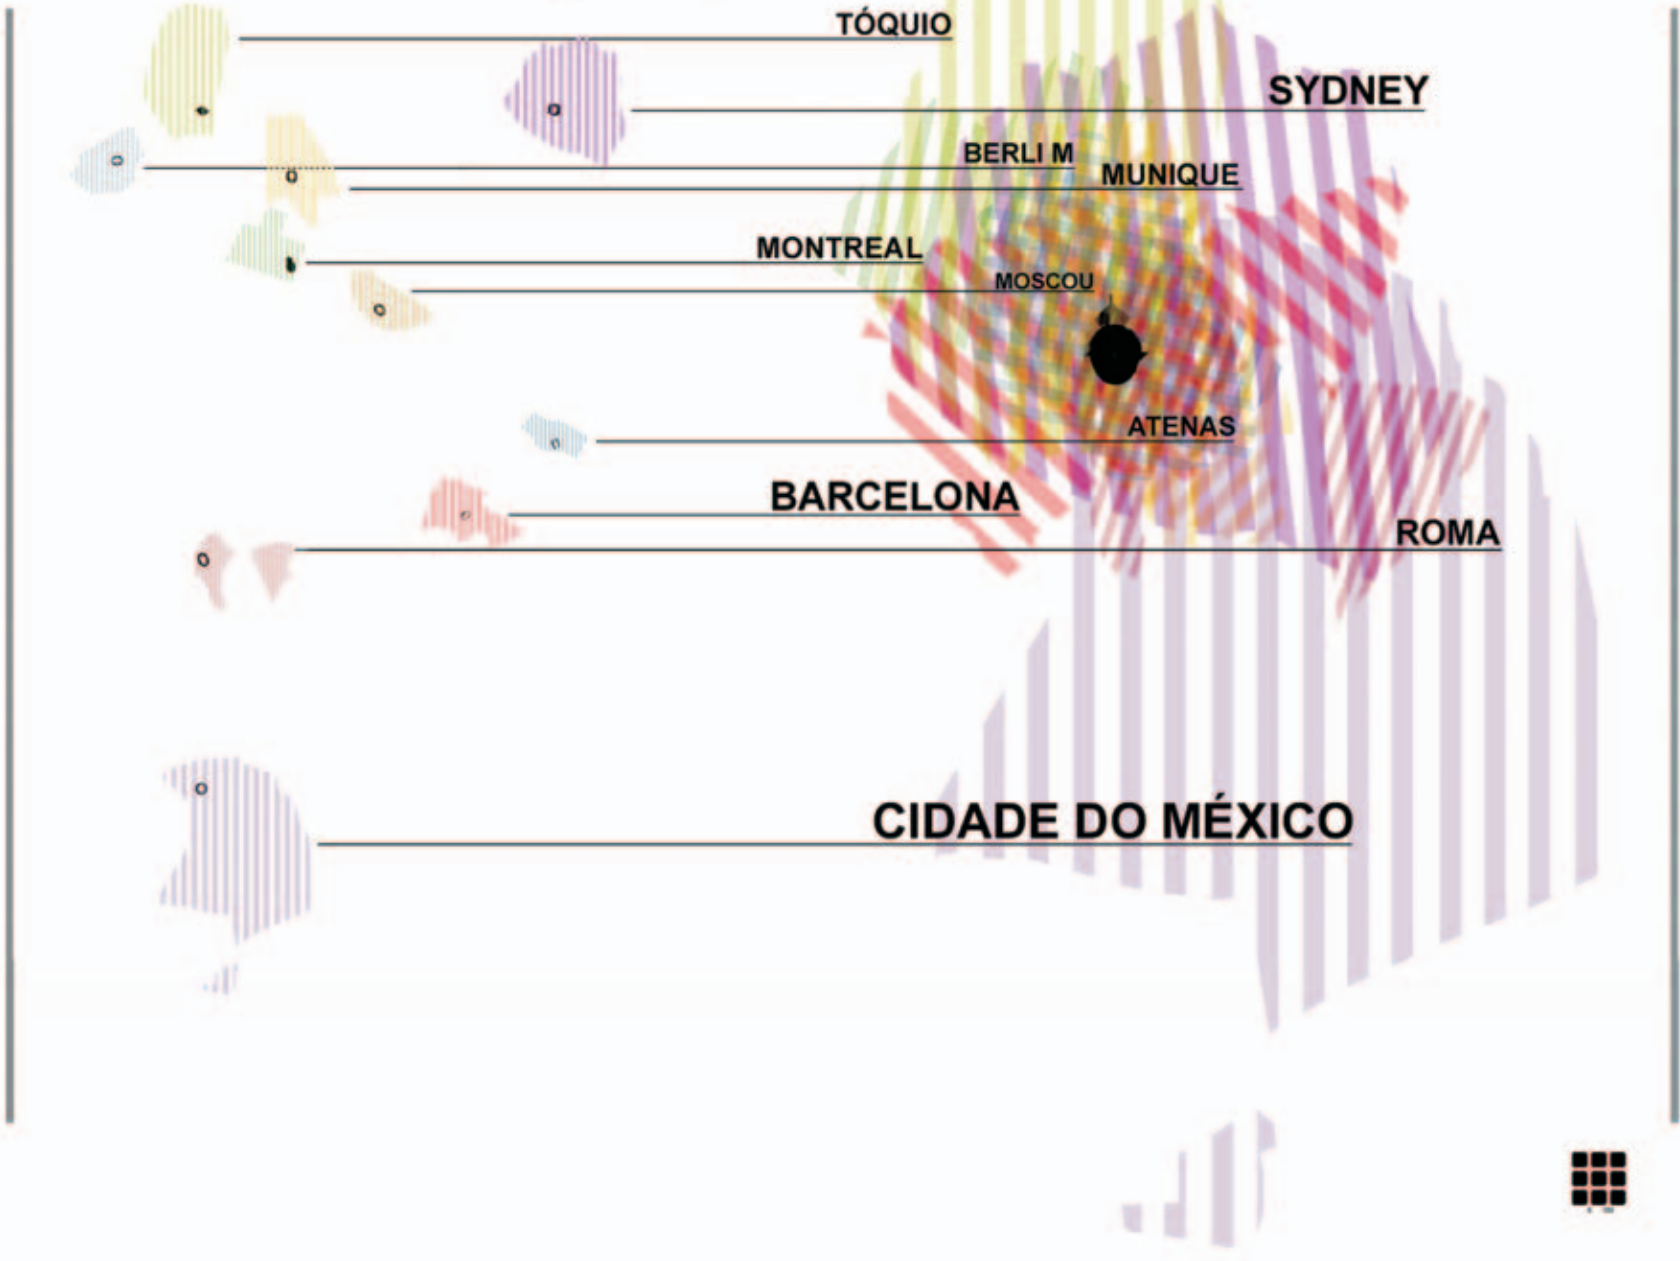 TÓQUIO
SYDNEY
BERLI M
MUNIQUE
MONTREAL
MOSCOU
ATENAS
BARCELONA
ROMA
CIDADE DO MÉXICO